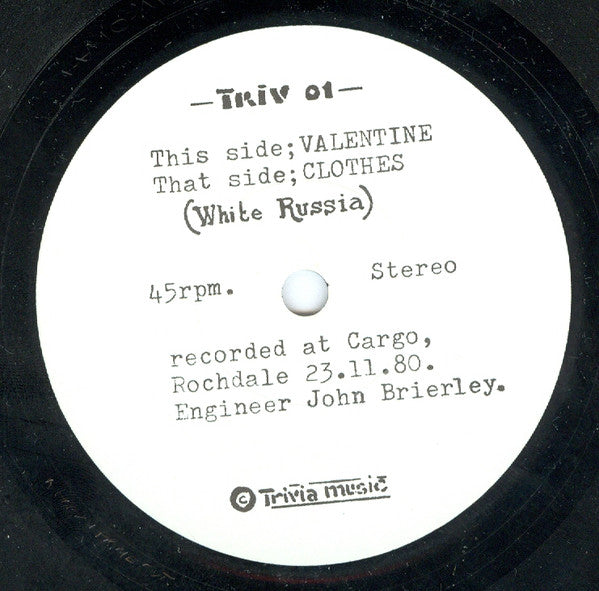 —TRIV 01—
This side;VALENTINE
That side;CLOTHES
(White Russia)
45rpm. Stereo
recorded at Cargo,
Rochdale 23.11.80.
Engineer John Brierley.
© Trivia music